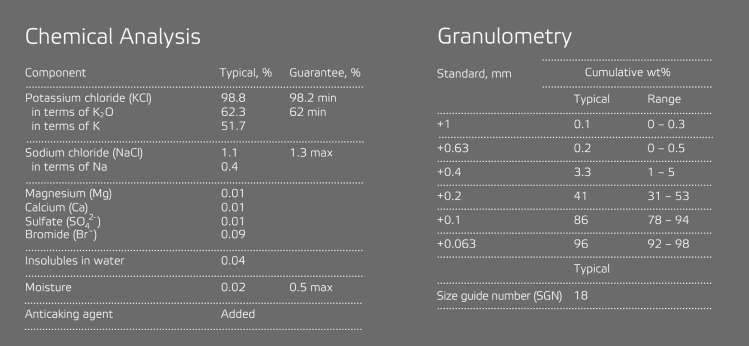 Chemical Analysis
Component Typical, % Guarantee, %
Potassium chloride (KCl) 98.8 98.2 min
in terms of K₂O 62.3 62 min
in terms of K 51.7
Sodium chloride (NaCl) 1.1 1.3 max
in terms of Na 0.4
Magnesium (Mg) 0.01
Calcium (Ca) 0.01
Sulfate (SO₄²⁻) 0.01
Bromide (Br⁻) 0.09
Insolubles in water 0.04
Moisture 0.02 0.5 max
Anticaking agent Added
Granulometry
Standard, mm Cumulative wt%
Typical Range
+1 0.1 0 – 0.3
+0.63 0.2 0 – 0.5
+0.4 3.3 1 – 5
+0.2 41 31 – 53
+0.1 86 78 – 94
+0.063 96 92 – 98
Typical
Size guide number (SGN) 18